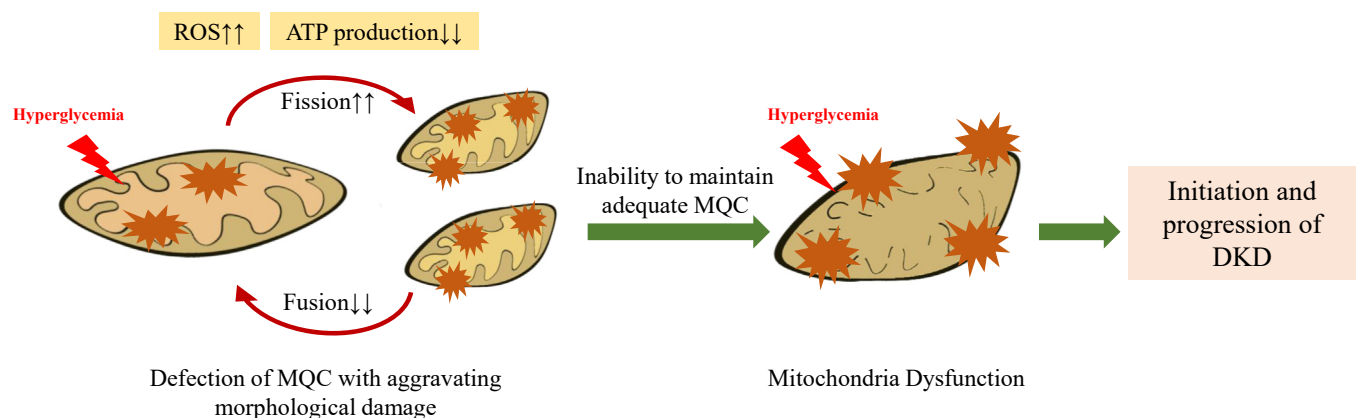 ROS↑↑
ATP production↓↓
Hyperglycemia
Fission↑↑
Fusion↓↓
Defection of MQC with aggravating
morphological damage
Inability to maintain
adequate MQC
Hyperglycemia
Mitochondria Dysfunction
Initiation and
progression of
DKD